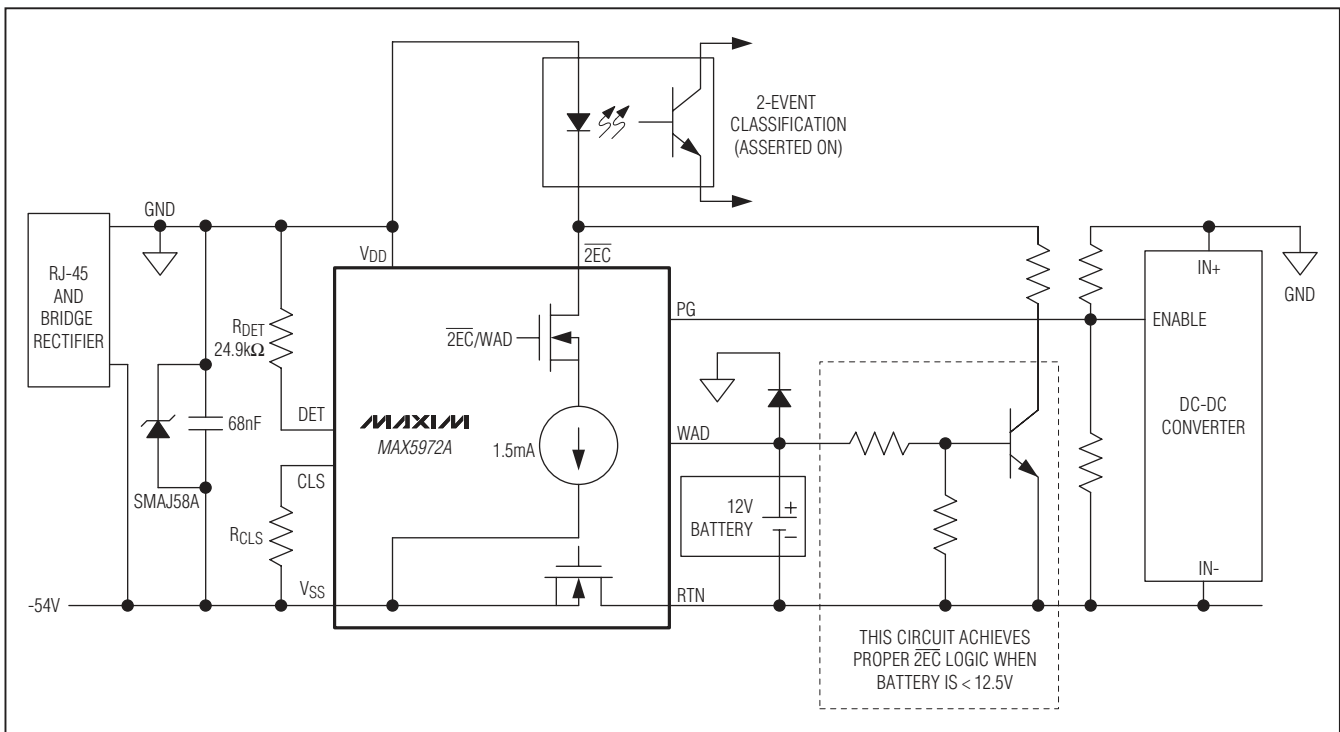 2-EVENT
CLASSIFICATION
(ASSERTED ON)
GND
VDD
2EC
RJ-45
AND
BRIDGE
RECTIFIER
RDET
24.9kΩ
2EC/WAD
PG
IN+
GND
ENABLE
DET
68nF
MAXIM
MAX5972A
1.5mA
WAD
DC-DC
CONVERTER
CLS
SMAJ58A
RCLS
12V
BATTERY
+
−
VSS
-54V
RTN
IN-
THIS CIRCUIT ACHIEVES
PROPER 2EC LOGIC WHEN
BATTERY IS < 12.5V